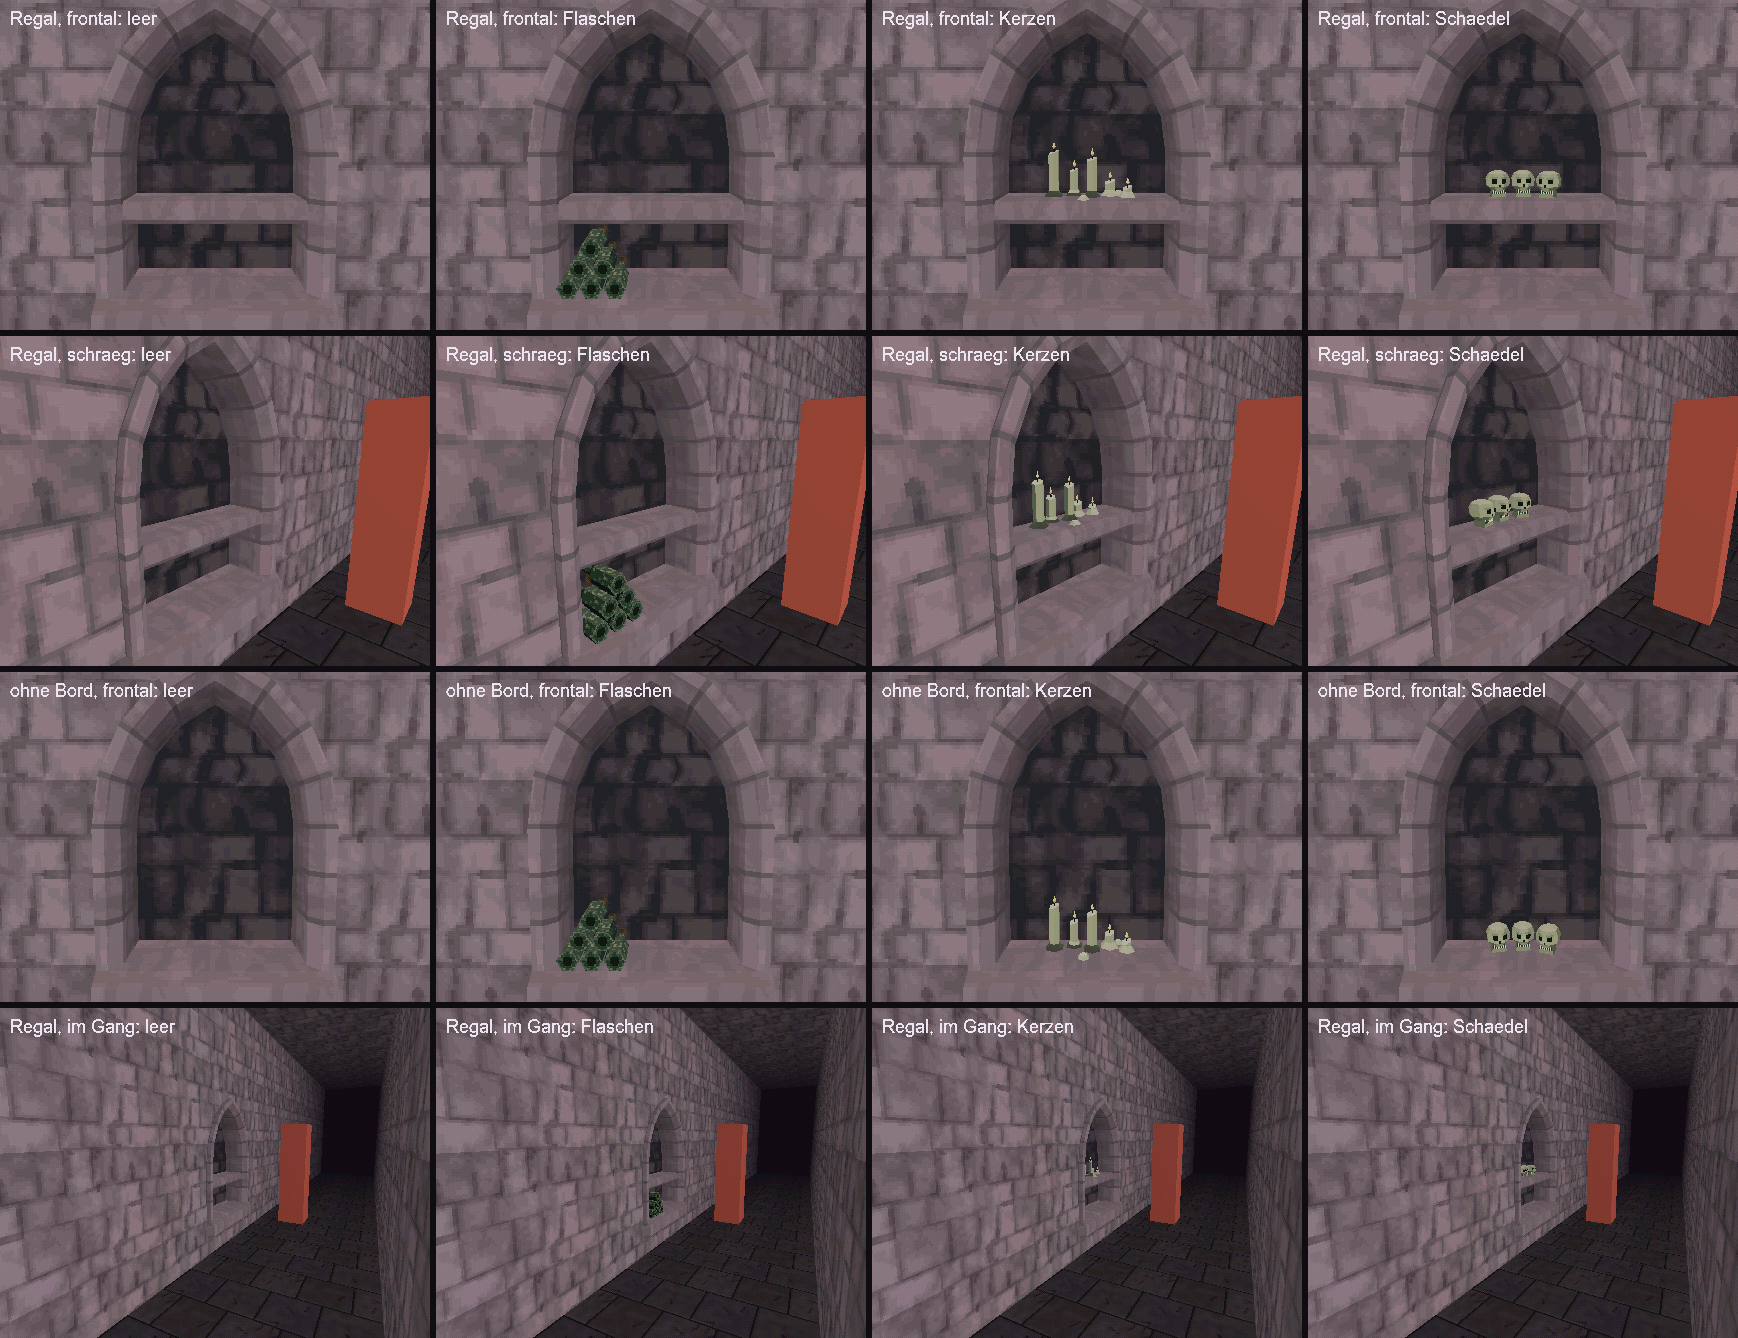 Regal, frontal: leer
Regal, frontal: Flaschen
Regal, frontal: Kerzen
Regal, frontal: Schaedel
Regal, schraeg: leer
Regal, schraeg: Flaschen
Regal, schraeg: Kerzen
Regal, schraeg: Schaedel
ohne Bord, frontal: leer
ohne Bord, frontal: Flaschen
ohne Bord, frontal: Kerzen
ohne Bord, frontal: Schaedel
Regal, im Gang: leer
Regal, im Gang: Flaschen
Regal, im Gang: Kerzen
Regal, im Gang: Schaedel